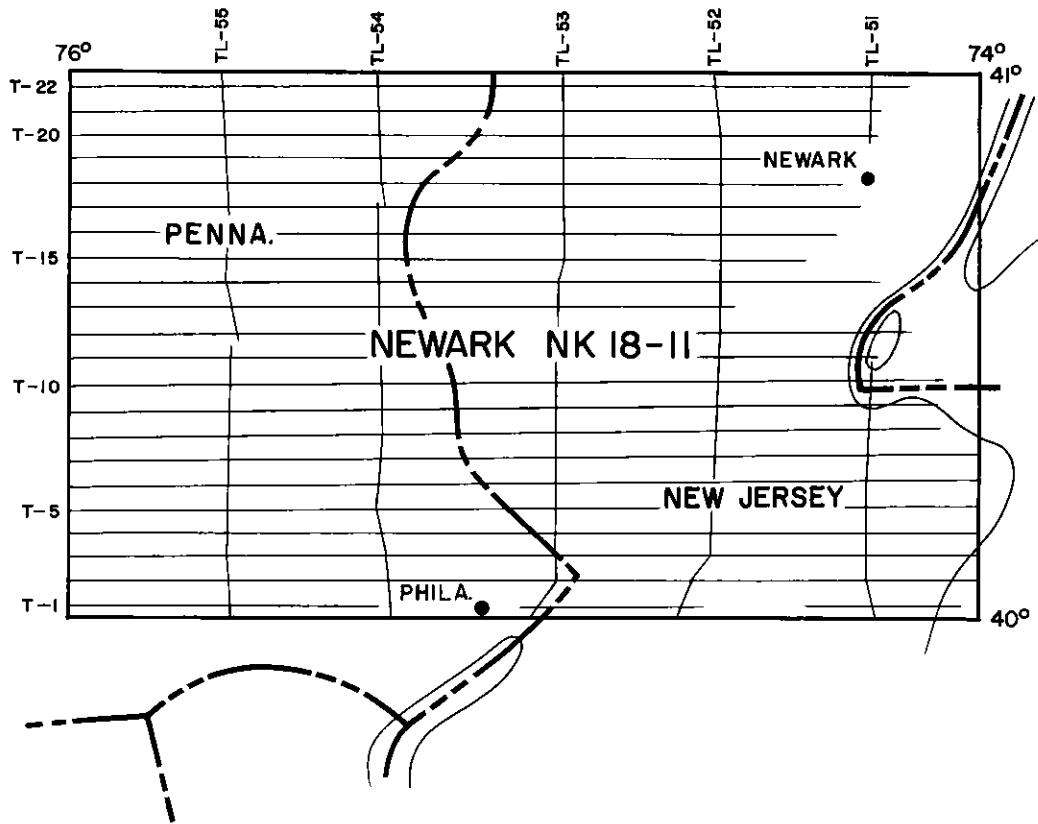 TL-55
TL-54
TL-53
TL-52
TL-51
76°
74°
T-22
41°
T-20
NEWARK
PENNA.
T-15
NEWARK NK 18-11
T-10
NEW JERSEY
T-5
PHILA.
T-1
40°